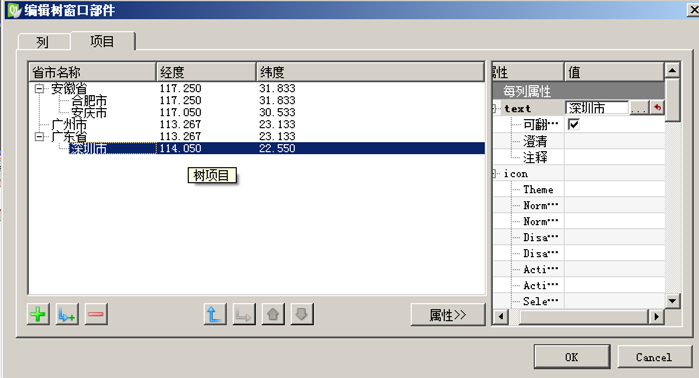 编辑树窗口部件
列 项目
省市名称 经度 纬度 属性 值
每列属性
安徽省 117.250 31.833
合肥市 117.250 31.833
安庆市 117.050 30.533
广州市 113.267 23.133
广东省 113.267 23.133
深圳市 114.050 22.550
text 深圳市 ...
可翻…
澄清
注释
icon
Theme
Norm…
Norm…
Disa…
Disa…
Acti…
Acti…
Sele…
树项目
属性>>
OK Cancel